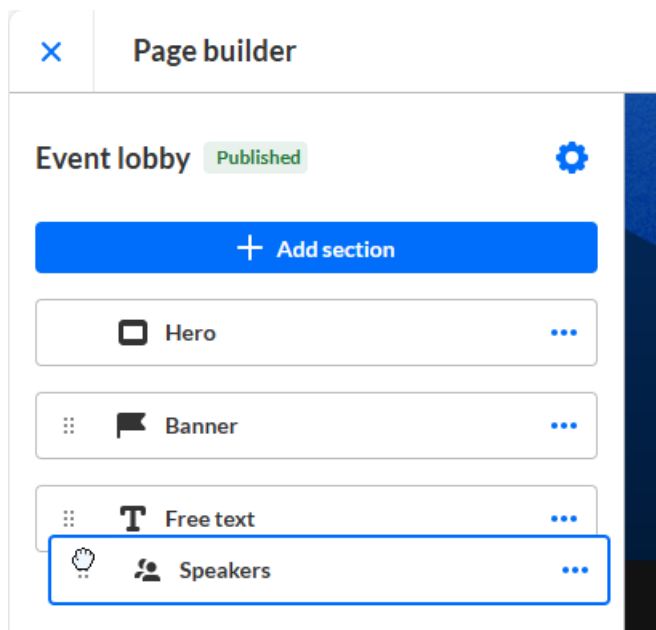 Page builder
Event lobby Published
Add section
Hero
Banner
Free text
Speakers